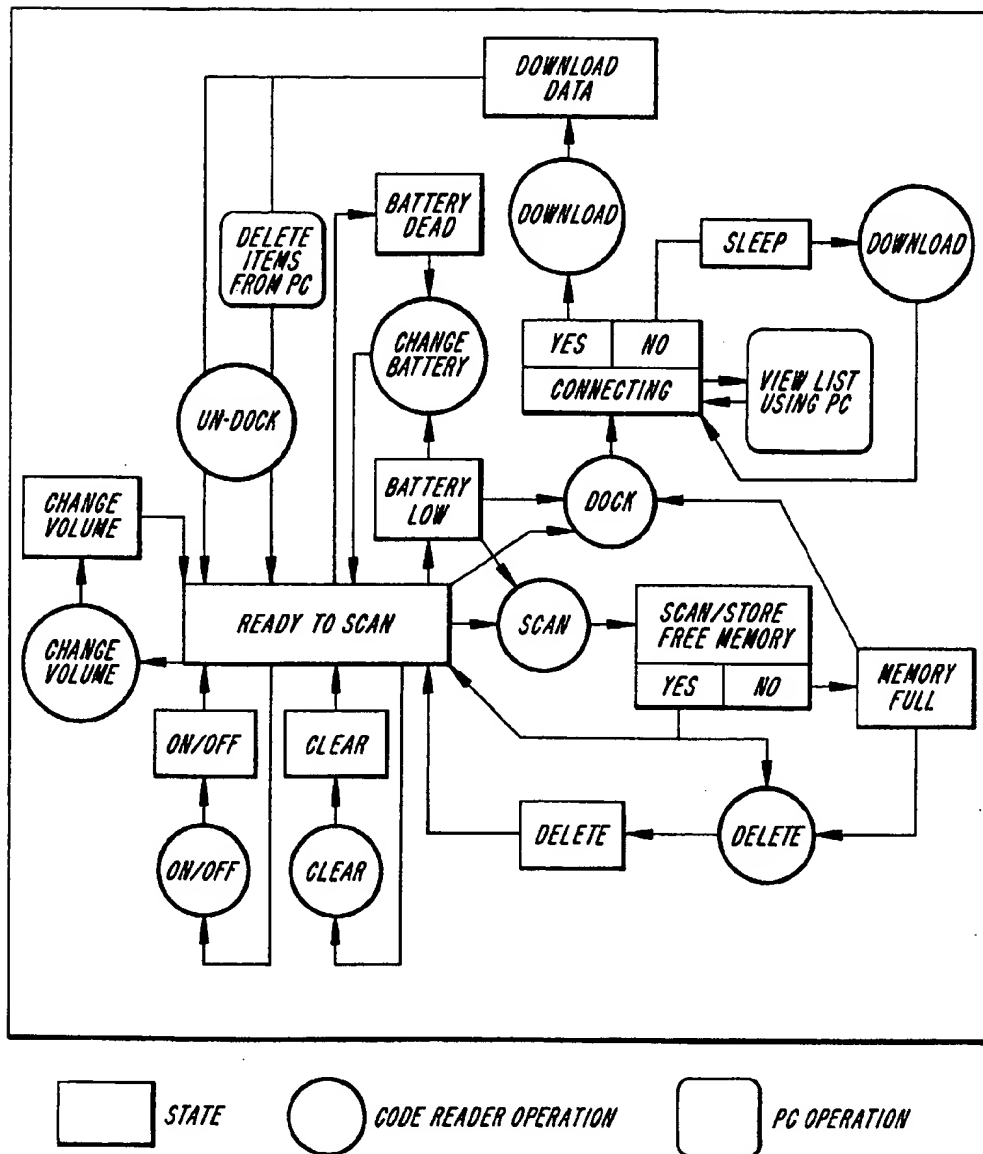 DOWNLOAD
DATA
BATTERY
DEAD
DOWNLOAD
SLEEP
DOWNLOAD
DELETE
ITEMS
FROM PC
CHANGE
BATTERY
YES
NO
CONNECTING
VIEW LIST
USING PC
UN-DOCK
BATTERY
LOW
DOCK
CHANGE
VOLUME
READY TO SCAN
SCAN
SCAN/STORE
FREE MEMORY
YES
NO
MEMORY
FULL
CHANGE
VOLUME
ON/OFF
CLEAR
DELETE
DELETE
ON/OFF
CLEAR
STATE
CODE READER OPERATION
PC OPERATION